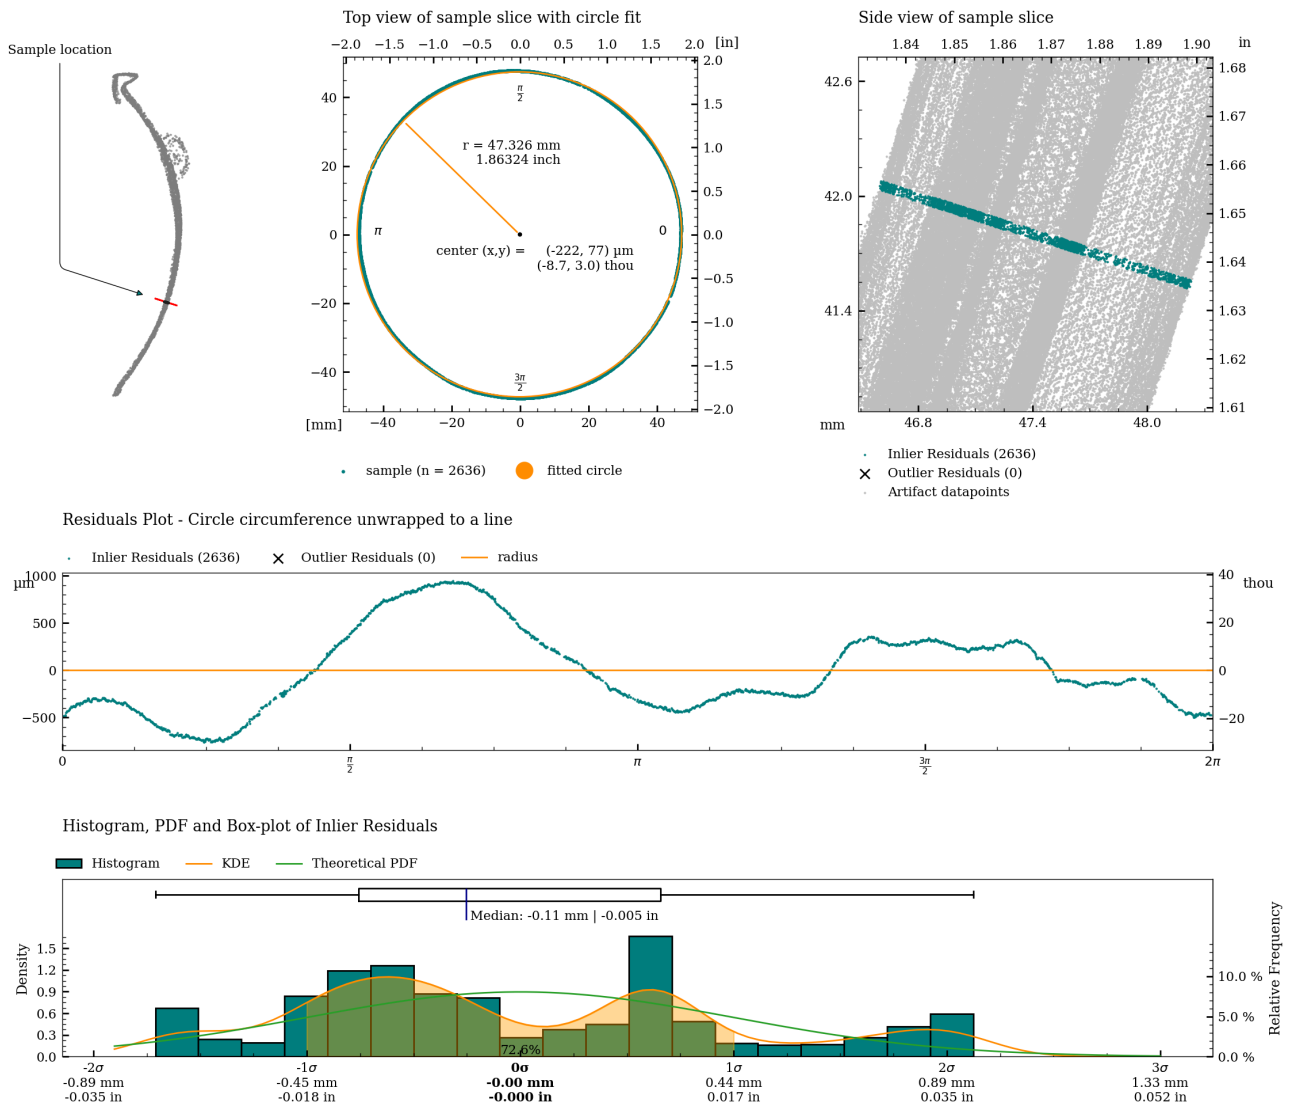 Sample location
Top view of sample slice with circle fit
−2.0 −1.5 −1.0 −0.5 0.0 0.5 1.0 1.5 2.0 [in]
40
20
0
−20
−40
2.0
1.5
1.0
0.5
0.0
−0.5
−1.0
−1.5
−2.0
π/2
r = 47.326 mm
1.86324 inch
π
0
center (x,y) = (-222, 77) µm
(-8.7, 3.0) thou
3π/2
[mm] −40 −20 0 20 40
sample (n = 2636) fitted circle
Side view of sample slice
1.84 1.85 1.86 1.87 1.88 1.89 1.90 in
42.6
42.0
41.4
1.68
1.67
1.66
1.65
1.64
1.63
1.62
1.61
mm 46.8 47.4 48.0
Inlier Residuals (2636)
Outlier Residuals (0)
Artifact datapoints
Residuals Plot - Circle circumference unwrapped to a line
Inlier Residuals (2636) Outlier Residuals (0) radius
µm
1000
500
0
−500
40
20
0
−20
thou
0 π/2 π 3π/2 2π
Histogram, PDF and Box-plot of Inlier Residuals
Histogram KDE Theoretical PDF
Median: -0.11 mm | -0.005 in
Density
1.5
1.2
0.9
0.6
0.3
0.0
Relative Frequency
10.0 %
5.0 %
0.0 %
72.6%
-2σ -1σ 0σ 1σ 2σ 3σ
-0.89 mm -0.45 mm -0.00 mm 0.44 mm 0.89 mm 1.33 mm
-0.035 in -0.018 in -0.000 in 0.017 in 0.035 in 0.052 in